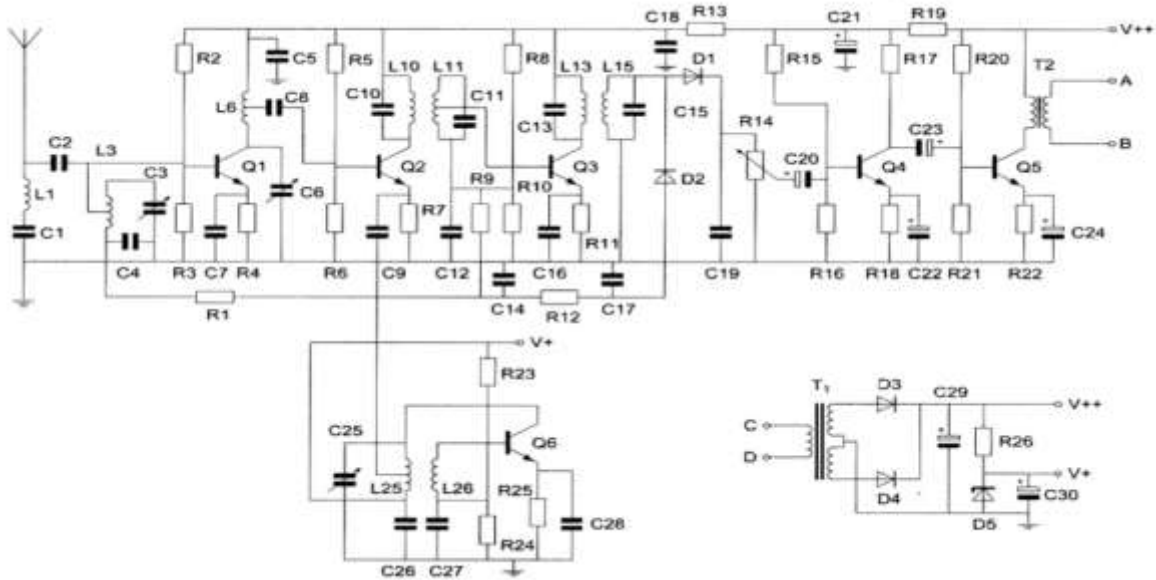 C18 R13 C21 R19
V++
R2 C5 R5 L10 L11 R8 L13 L15 D1 R15 R17 R20 T2
L6 C8 C10 C11 C13 C15 A
C2 L3 Q1 Q2 Q3 R14 C20 C23 Q4 Q5 B
C3 C6 R9 R10 D2
L1 R7 R11
C1 C4 R3 C7 R4 R6 C9 C12 C16 C19 R16 R18 C22 R21 R22 C24
R1 C14 R12 C17
V+
R23
T1 D3 C29 V++
C25 Q6 C R26
L25 L26 R25 D D4 V+
R24 C28 D5 C30
C26 C27